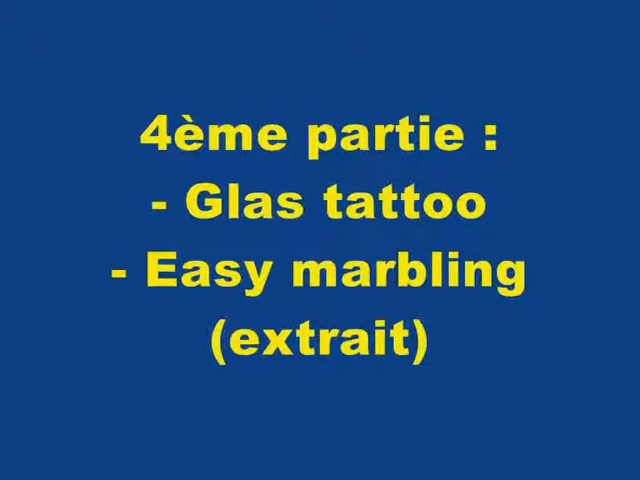 4ème partie :
- Glas tattoo
- Easy marbling
(extrait)